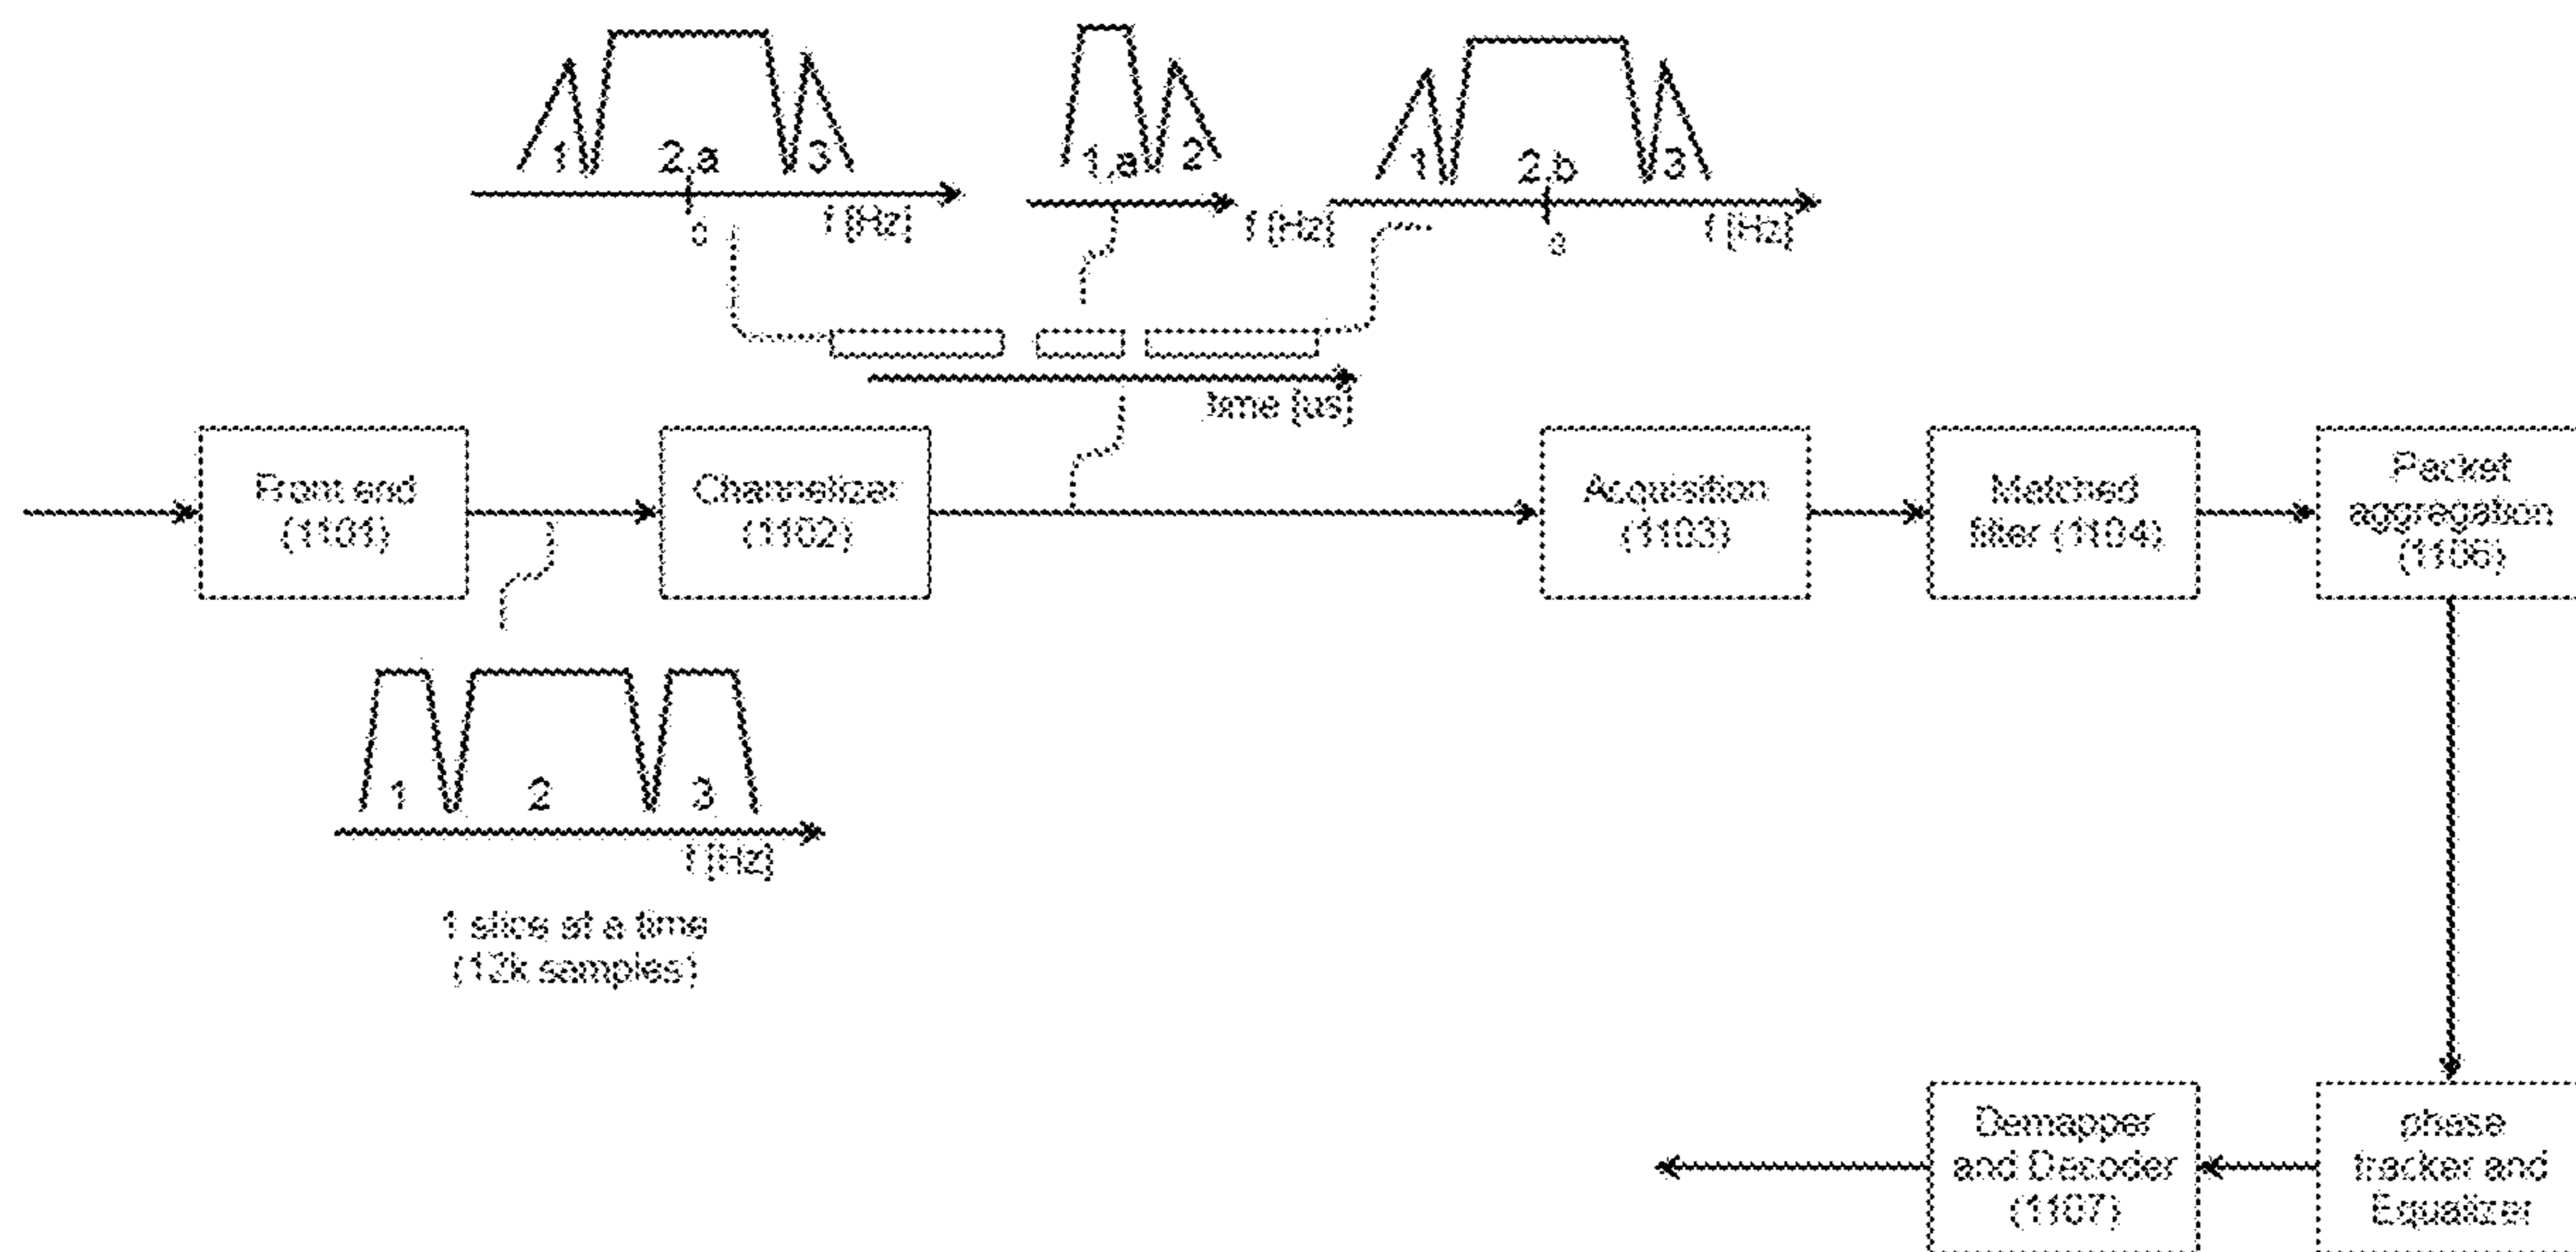 1 2.a 3
0
f [Hz]
1.a 2
f [Hz]
1 2.b 3
0
f [Hz]
time [us]
Front end
(1101)
Channelizer
(1102)
Acquisition
(1103)
Matched
filter (1104)
Packet
aggregation
(1106)
1 2 3
f [Hz]
1 slice at a time
(12k samples)
Demapper
and Decoder
(1107)
phase
tracker and
Equalizer